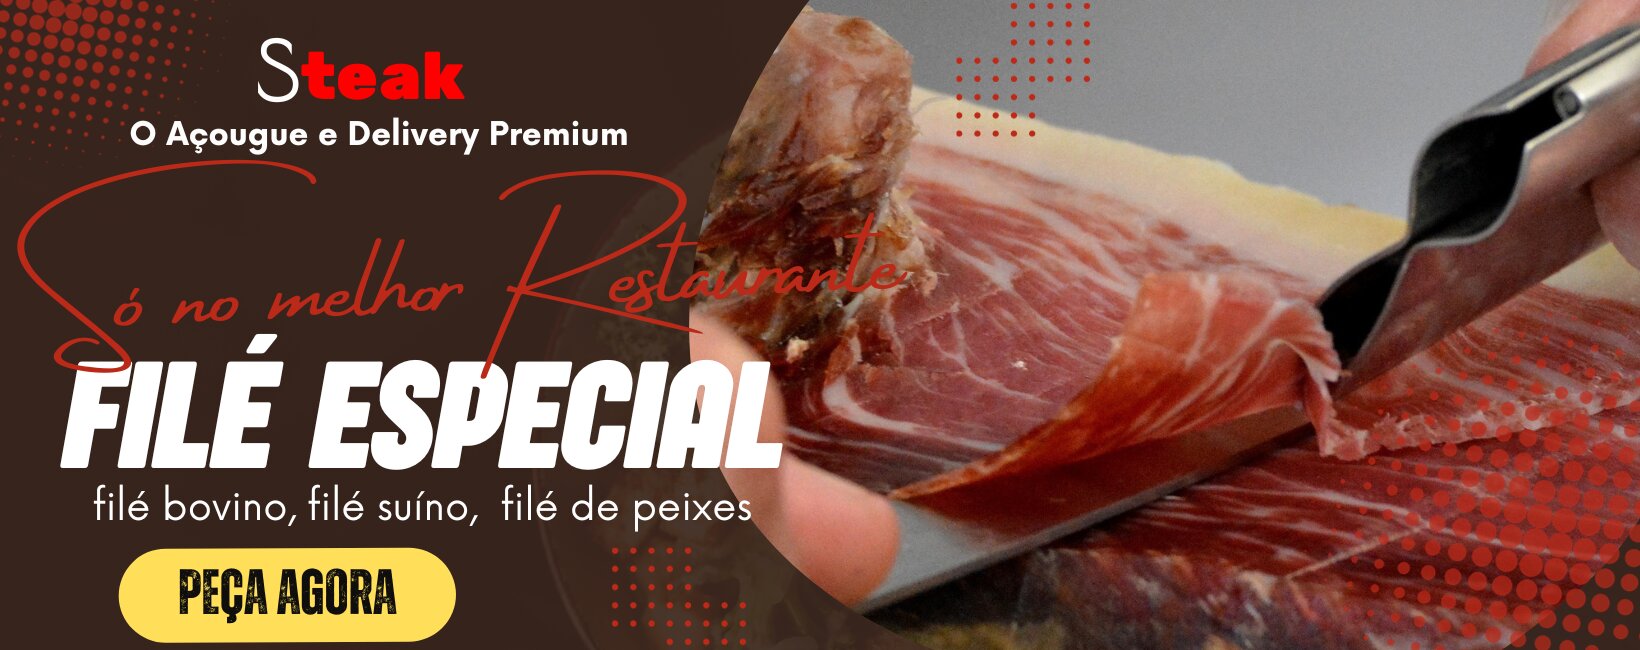 Steak
O Açougue e Delivery Premium
Só no melhor Restaurante
FILÉ ESPECIAL
filé bovino, filé suíno, filé de peixes
PEÇA AGORA